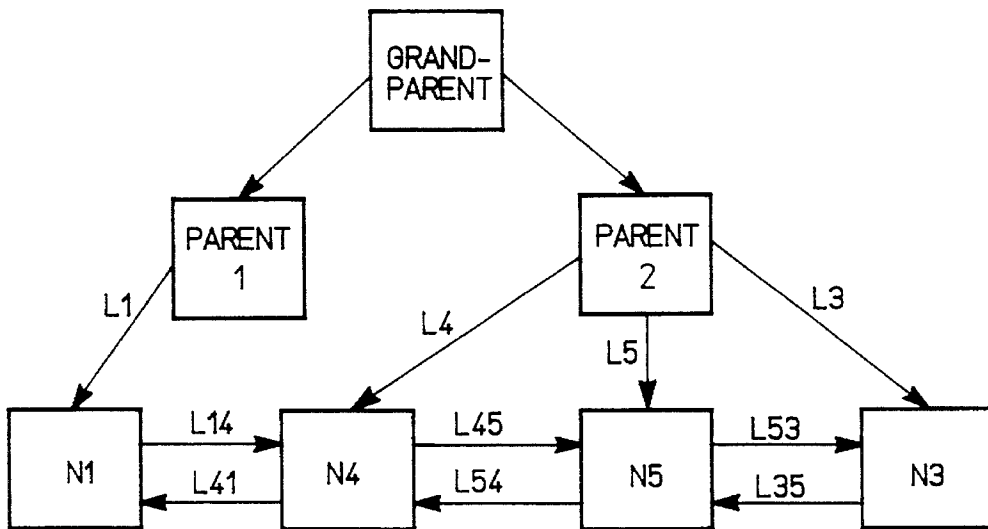 GRAND-
PARENT
PARENT
1
PARENT
2
L1
L4
L5
L3
N1
L14
L41
N4
L45
L54
N5
L53
L35
N3